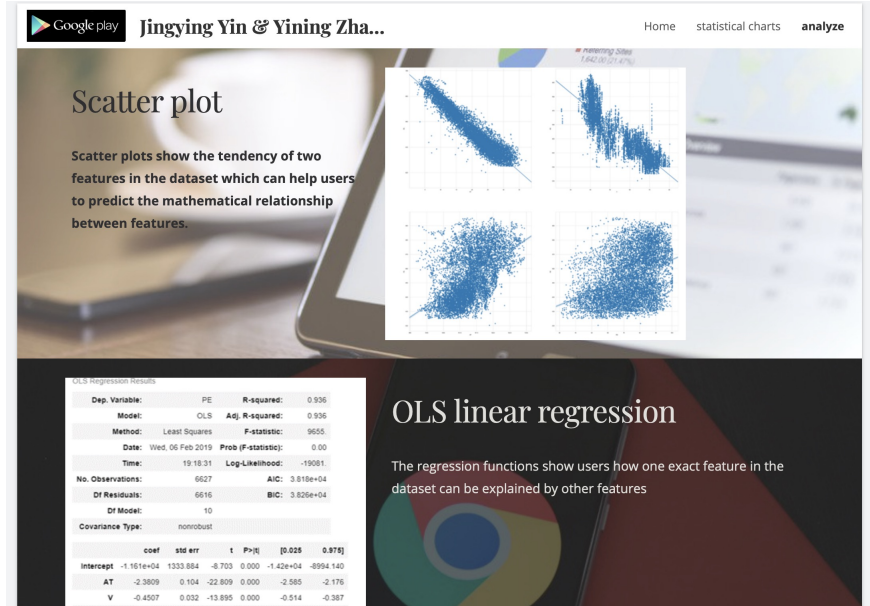 Google play
Jingying Yin & Yining Zha...
Home statistical charts analyze
Referring Sites
1,642.00 (21.47%)
Scatter plot
Scatter plots show the tendency of two
features in the dataset which can help users
to predict the mathematical relationship
between features.
OLS Regression Results
Dep. Variable: PE R-squared: 0.936
Model: OLS Adj. R-squared: 0.936
Method: Least Squares F-statistic: 9655.
Date: Wed, 06 Feb 2019 Prob (F-statistic): 0.00
Time: 19:18:31 Log-Likelihood: -19081.
No. Observations: 6627 AIC: 3.818e+04
Df Residuals: 6616 BIC: 3.826e+04
Df Model: 10
Covariance Type: nonrobust
coef std err t P>|t| [0.025 0.975]
Intercept -1.161e+04 1333.884 -8.703 0.000 -1.42e+04 -8994.140
AT -2.3809 0.104 -22.809 0.000 -2.585 -2.176
V -0.4507 0.032 -13.895 0.000 -0.514 -0.387
OLS linear regression
The regression functions show users how one exact feature in the
dataset can be explained by other features